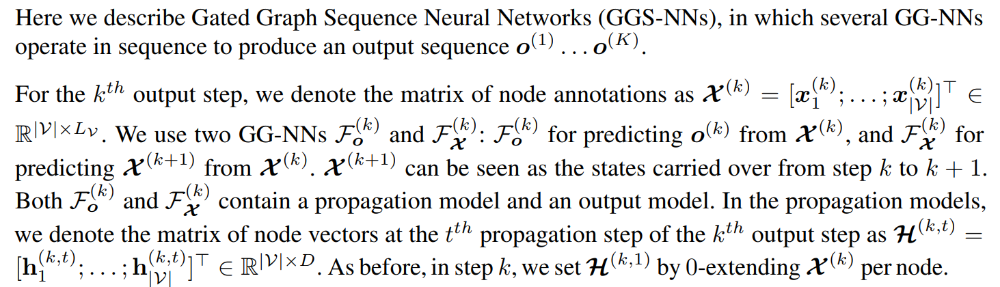 Here we describe Gated Graph Sequence Neural Networks (GGS-NNs), in which several GG-NNs
operate in sequence to produce an output sequence $\boldsymbol{o}^{(1)} \ldots \boldsymbol{o}^{(K)}$.
For the $k^{th}$ output step, we denote the matrix of node annotations as $\boldsymbol{\mathcal{X}}^{(k)} = [\boldsymbol{x}_1^{(k)}; \ldots; \boldsymbol{x}_{|\mathcal{V}|}^{(k)}]^\top \in$
$\mathbb{R}^{|\mathcal{V}| \times L_\mathcal{V}}$. We use two GG-NNs $\mathcal{F}_{\boldsymbol{o}}^{(k)}$ and $\mathcal{F}_{\boldsymbol{\mathcal{X}}}^{(k)}$: $\mathcal{F}_{\boldsymbol{o}}^{(k)}$ for predicting $\boldsymbol{o}^{(k)}$ from $\boldsymbol{\mathcal{X}}^{(k)}$, and $\mathcal{F}_{\boldsymbol{\mathcal{X}}}^{(k)}$ for
predicting $\boldsymbol{\mathcal{X}}^{(k+1)}$ from $\boldsymbol{\mathcal{X}}^{(k)}$. $\boldsymbol{\mathcal{X}}^{(k+1)}$ can be seen as the states carried over from step $k$ to $k+1$.
Both $\mathcal{F}_{\boldsymbol{o}}^{(k)}$ and $\mathcal{F}_{\boldsymbol{\mathcal{X}}}^{(k)}$ contain a propagation model and an output model. In the propagation models,
we denote the matrix of node vectors at the $t^{th}$ propagation step of the $k^{th}$ output step as $\boldsymbol{\mathcal{H}}^{(k,t)} =$
$[\mathbf{h}_1^{(k,t)}; \ldots; \mathbf{h}_{|\mathcal{V}|}^{(k,t)}]^\top \in \mathbb{R}^{|\mathcal{V}| \times D}$. As before, in step $k$, we set $\boldsymbol{\mathcal{H}}^{(k,1)}$ by 0-extending $\boldsymbol{\mathcal{X}}^{(k)}$ per node.